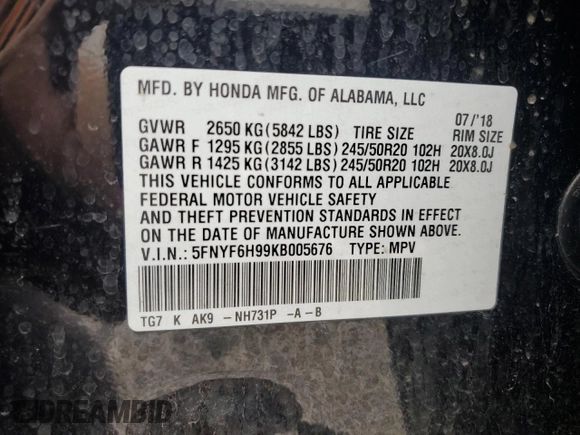 MFD. BY HONDA MFG. OF ALABAMA, LLC
07/'18
GVWR 2650 KG(5842 LBS) TIRE SIZE RIM SIZE
GAWR F 1295 KG(2855 LBS)245/50R20 102H 20X8.0J
GAWR R 1425 KG(3142 LBS)245/50R20 102H 20X8.0J
THIS VEHICLE CONFORMS TO ALL APPLICABLE
FEDERAL MOTOR VEHICLE SAFETY
AND THEFT PREVENTION STANDARDS IN EFFECT
ON THE DATE OF MANUFACTURE SHOWN ABOVE.
V.I.N.: 5FNYF6H99KB005676 TYPE: MPV
TG7 K AK9 -NH731P -A-B
DREAMBID